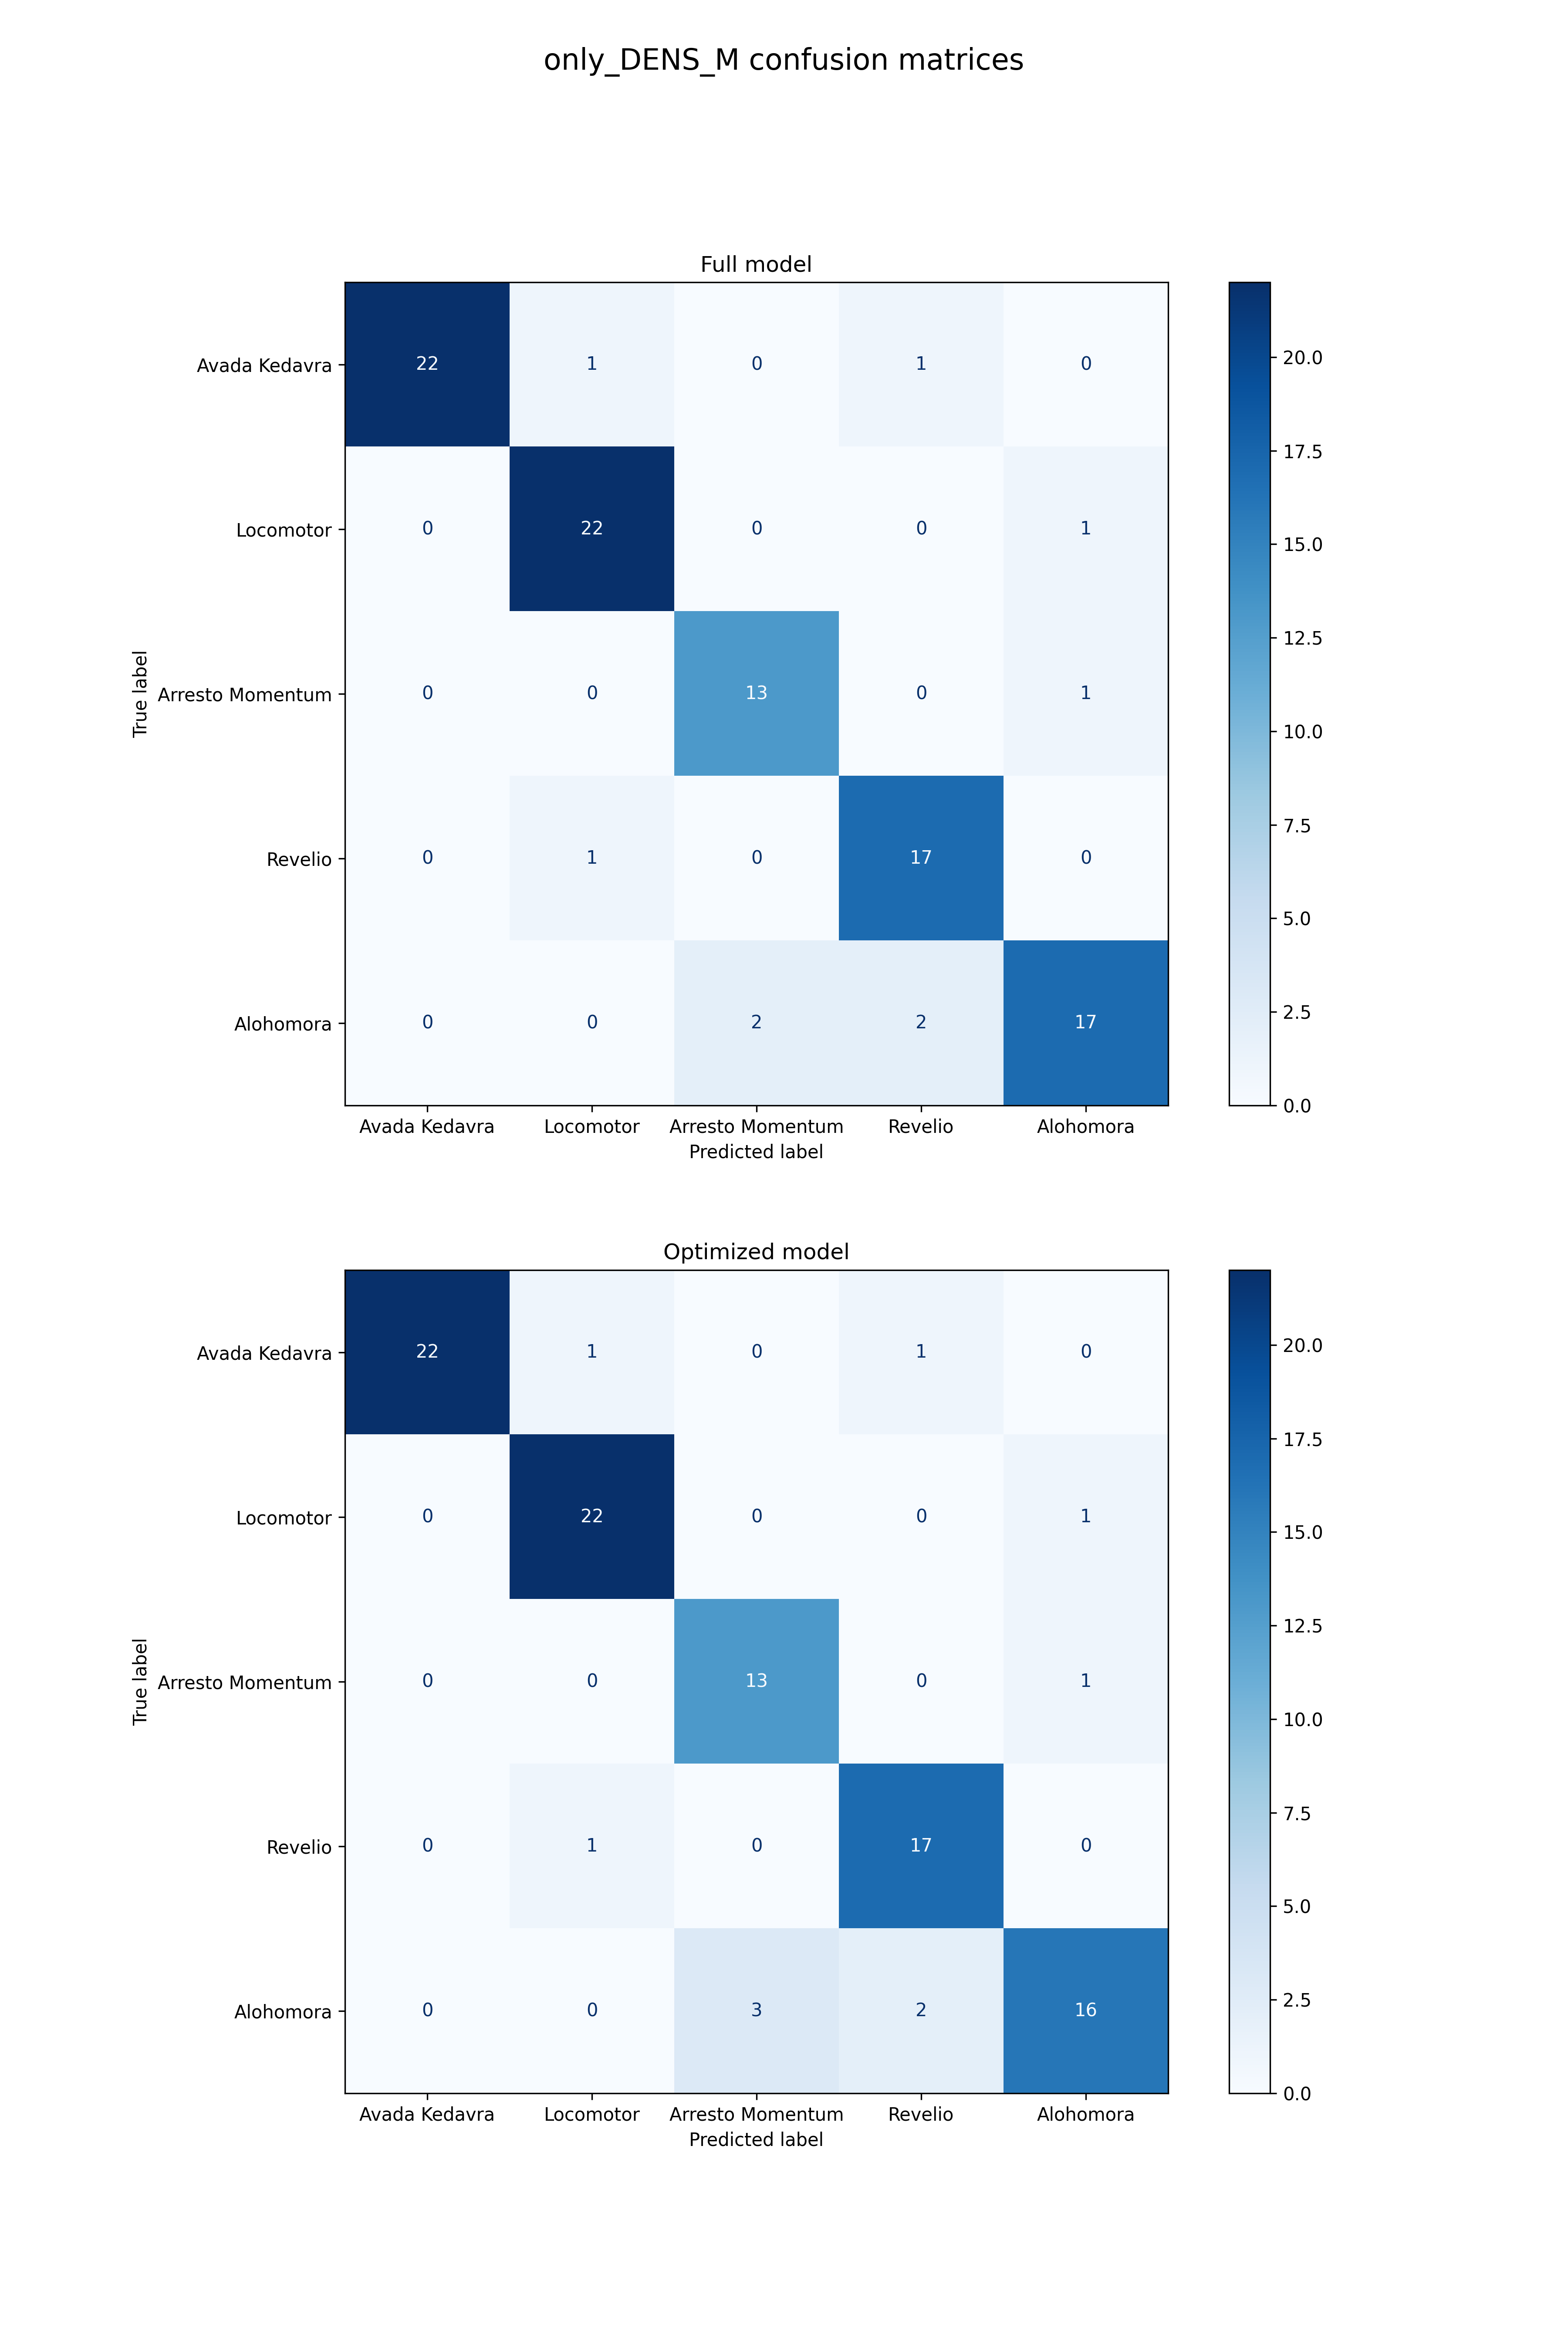 only_DENS_M confusion matrices
Full model
Avada Kedavra 22 1 0 1 0
Locomotor 0 22 0 0 1
Arresto Momentum 0 0 13 0 1
Revelio 0 1 0 17 0
Alohomora 0 0 2 2 17
True label
Avada Kedavra Locomotor Arresto Momentum Revelio Alohomora
Predicted label
20.0
17.5
15.0
12.5
10.0
7.5
5.0
2.5
0.0
Optimized model
Avada Kedavra 22 1 0 1 0
Locomotor 0 22 0 0 1
Arresto Momentum 0 0 13 0 1
Revelio 0 1 0 17 0
Alohomora 0 0 3 2 16
True label
Avada Kedavra Locomotor Arresto Momentum Revelio Alohomora
Predicted label
20.0
17.5
15.0
12.5
10.0
7.5
5.0
2.5
0.0